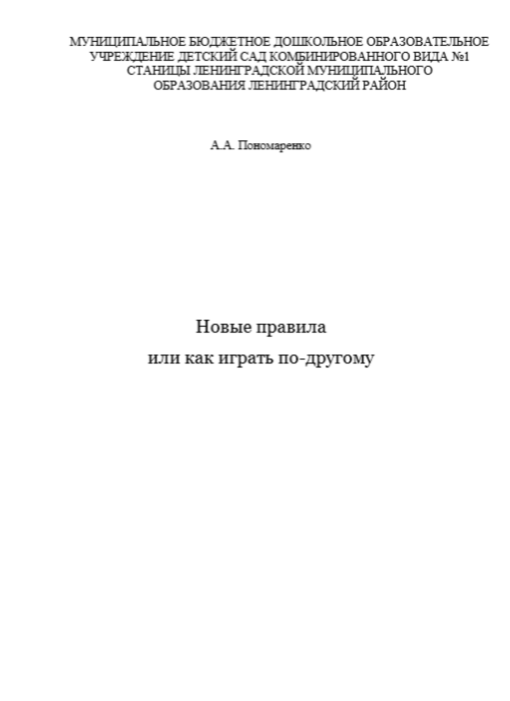 МУНИЦИПАЛЬНОЕ БЮДЖЕТНОЕ ДОШКОЛЬНОЕ ОБРАЗОВАТЕЛЬНОЕ
УЧРЕЖДЕНИЕ ДЕТСКИЙ САД КОМБИНИРОВАННОГО ВИДА №1
СТАНИЦЫ ЛЕНИНГРАДСКОЙ МУНИЦИПАЛЬНОГО
ОБРАЗОВАНИЯ ЛЕНИНГРАДСКИЙ РАЙОН
А.А. Пономаренко
Новые правила
или как играть по-другому